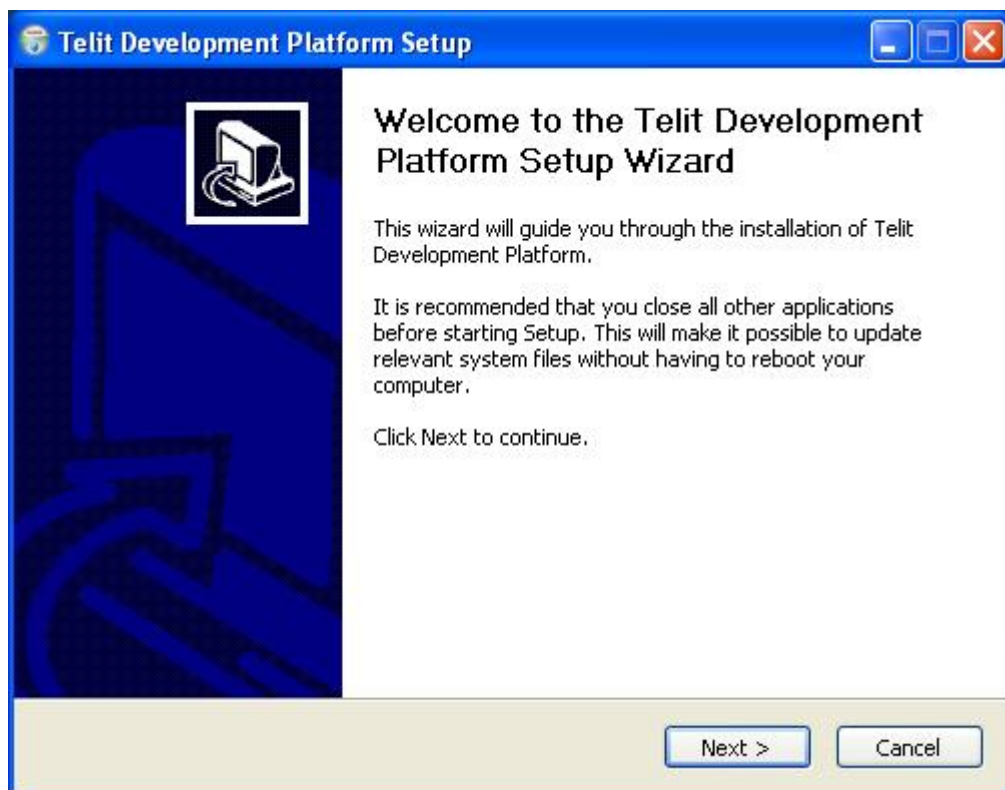 Telit Development Platform Setup
Welcome to the Telit Development
Platform Setup Wizard
This wizard will guide you through the installation of Telit
Development Platform.
It is recommended that you close all other applications
before starting Setup. This will make it possible to update
relevant system files without having to reboot your
computer.
Click Next to continue.
Next >
Cancel